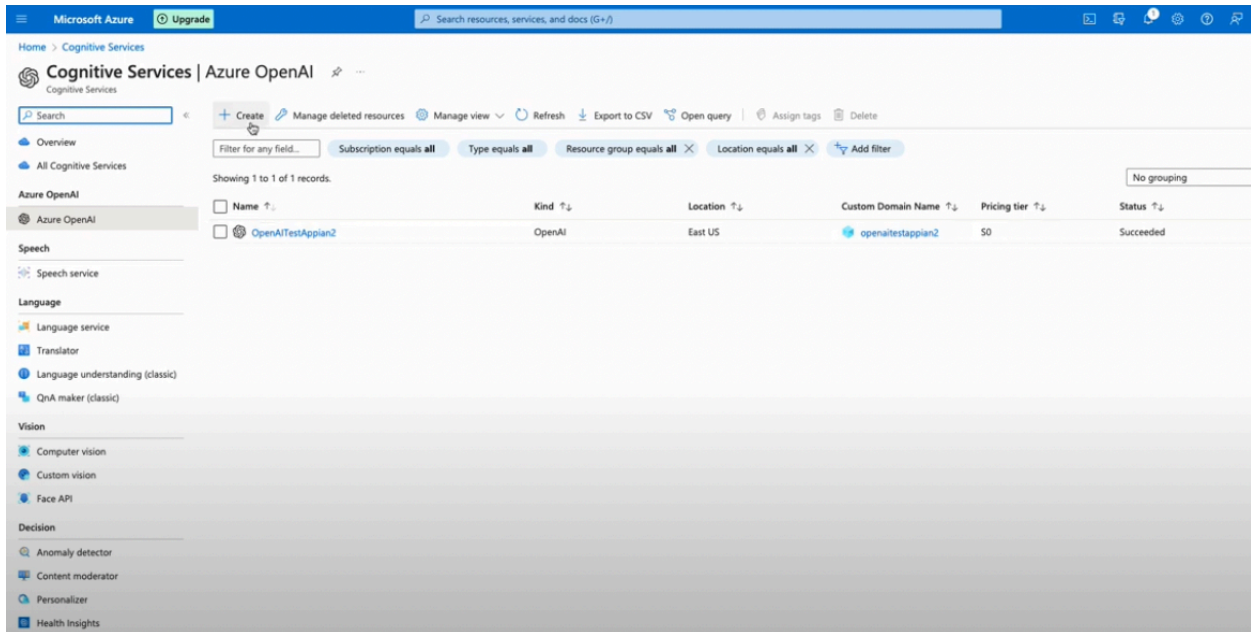 Microsoft Azure Upgrade Search resources, services, and docs (G+/) 1
Home > Cognitive Services
Cognitive Services | Azure OpenAI ...
Cognitive Services
Search «
Overview
All Cognitive Services
Azure OpenAI
Azure OpenAI
Speech
Speech service
Language
Language service
Translator
Language understanding (classic)
QnA maker (classic)
Vision
Computer vision
Custom vision
Face API
Decision
Anomaly detector
Content moderator
Personalizer
Health Insights
+ Create Manage deleted resources Manage view Refresh Export to CSV Open query Assign tags Delete
Filter for any field... Subscription equals all Type equals all Resource group equals all Location equals all Add filter
Showing 1 to 1 of 1 records. No grouping
Name ↑↓ Kind ↑↓ Location ↑↓ Custom Domain Name ↑↓ Pricing tier ↑↓ Status ↑↓
OpenAITestAppian2 OpenAI East US openaitestappian2 S0 Succeeded